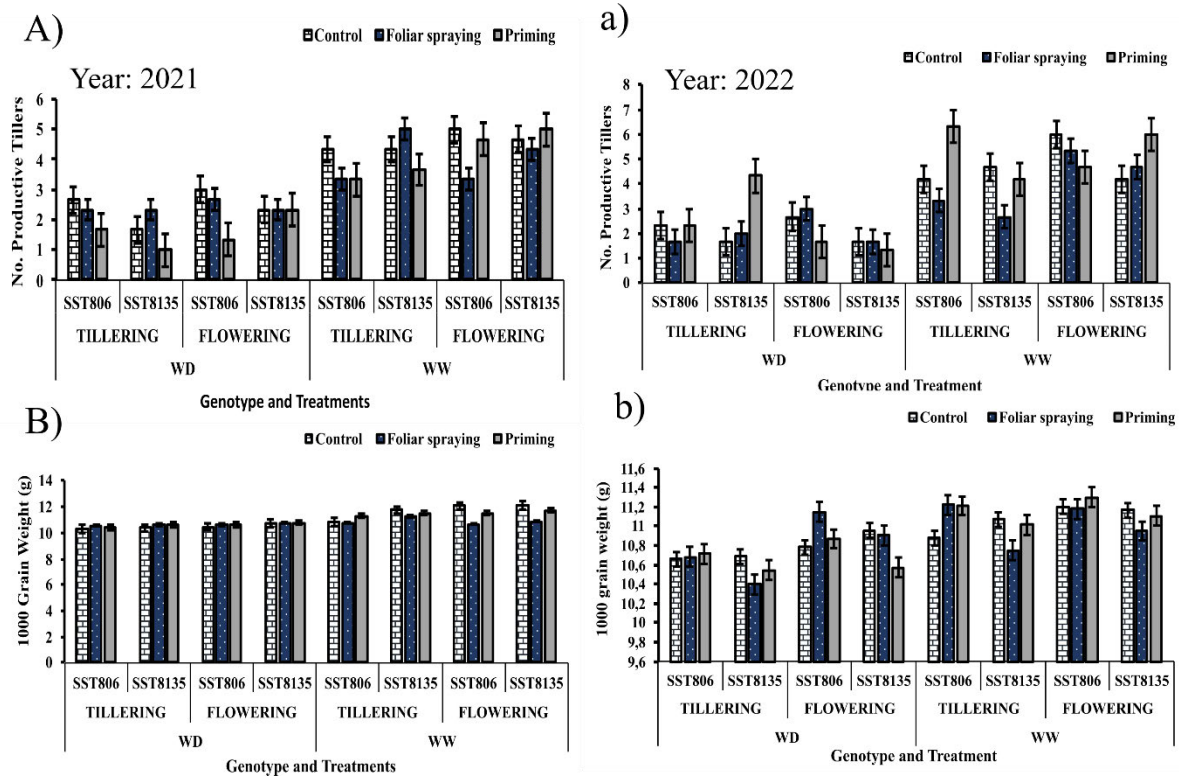 A)
Control Foliar spraying Priming
Year: 2021
No. Productive Tillers
6
5
4
3
2
1
0
SST806 SST8135 SST806 SST8135 SST806 SST8135 SST806 SST8135
TILLERING FLOWERING TILLERING FLOWERING
WD WW
Genotype and Treatments
a)
Control Foliar spraying Priming
Year: 2022
No. Productive Tillers
8
7
6
5
4
3
2
1
0
SST806 SST8135 SST806 SST8135 SST806 SST8135 SST806 SST8135
TILLERING FLOWERING TILLERING FLOWERING
WD WW
Genotype and Treatment
B)
Control Foliar spraying Priming
1000 Grain Weight (g)
14
12
10
8
6
4
2
0
SST806 SST8135 SST806 SST8135 SST806 SST8135 SST806 SST8135
TILLERING FLOWERING TILLERING FLOWERING
WD WW
Genotype and Treatments
b)
Control Foliar spraying Priming
1000 grain weight (g)
11,6
11,4
11,2
11
10,8
10,6
10,4
10,2
10
9,8
9,6
SST806 SST8135 SST806 SST8135 SST806 SST8135 SST806 SST8135
TILLERING FLOWERING TILLERING FLOWERING
WD WW
Genotype and Treatment